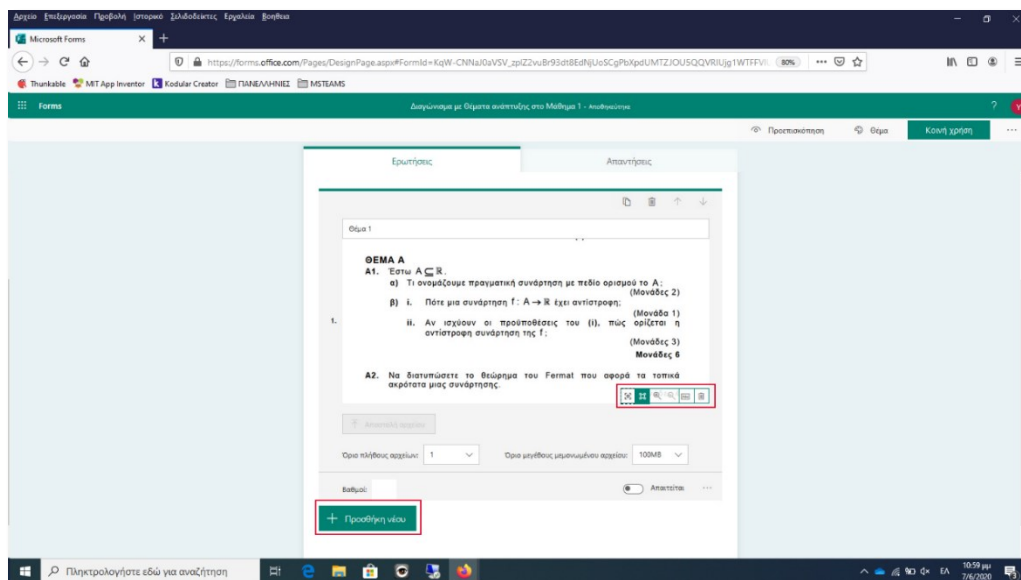 Αρχείο Επεξεργασία Προβολή Ιστορικό Σελιδοδείκτες Εργαλεία Βοήθεια
Microsoft Forms
https://forms.office.com/Pages/DesignPage.aspx#FormId=KqW-CNNaJ0aVSV_zpIZ2vuBr93dt8EdNjUoSCgPbXpdUMTZJOU5QQVRIUjg1WTFFVI 80%
Thunkable MIT App Inventor Kodular Creator ΠΑΝΕΛΛΗΝΙΕΣ MSTEAMS
Forms Διαγώνισμα με Θέματα ανάπτυξης στο Μάθημα 1 - Αποθηκεύτηκε ?
Προεπισκόπηση Θέμα Κοινή χρήση
Ερωτήσεις Απαντήσεις
Θέμα 1
ΘΕΜΑ Α
Α1. Έστω A ⊆ ℝ.
α) Τι ονομάζουμε πραγματική συνάρτηση με πεδίο ορισμού το A;
(Μονάδες 2)
β) i. Πότε μια συνάρτηση f: A → ℝ έχει αντίστροφη;
(Μονάδα 1)
1.
ii. Αν ισχύουν οι προϋποθέσεις του (i), πώς ορίζεται η
αντίστροφη συνάρτηση της f;
(Μονάδες 3)
Μονάδες 6
Α2. Να διατυπώσετε το θεώρημα του Fermat που αφορά τα τοπικά
ακρότατα μιας συνάρτησης.
Αποστολή αρχείου
Όριο πλήθους αρχείων: 1 Όριο μεγέθους μεμονωμένου αρχείου: 100MB
Βαθμοί: Απαιτείται
+ Προσθήκη νέου
Πληκτρολογήστε εδώ για αναζήτηση
ΕΛ 10:59 μμ
7/6/2020